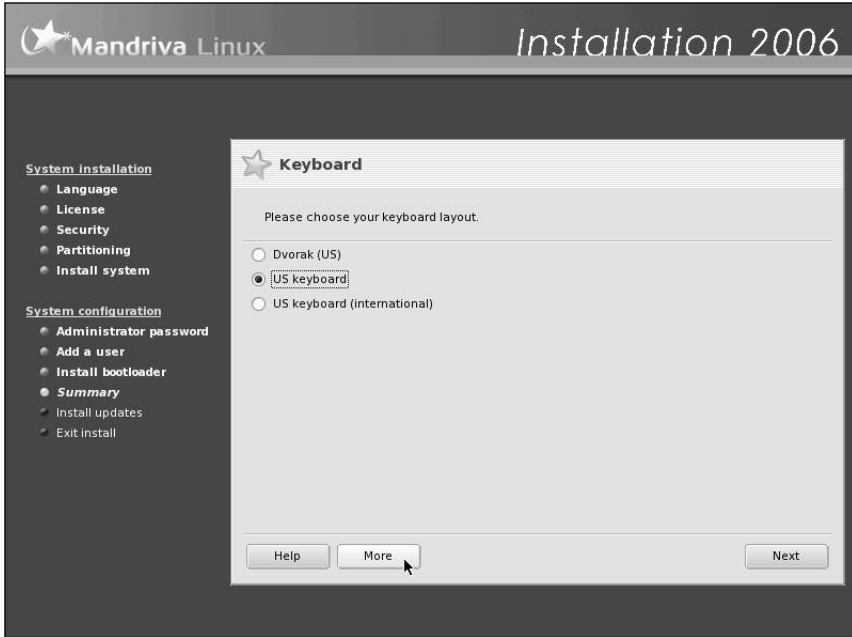 Mandriva Linux
Installation 2006
System installation
Language
License
Security
Partitioning
Install system
System configuration
Administrator password
Add a user
Install bootloader
Summary
Install updates
Exit install
Keyboard
Please choose your keyboard layout.
Dvorak (US)
US keyboard
US keyboard (international)
Help
More
Next